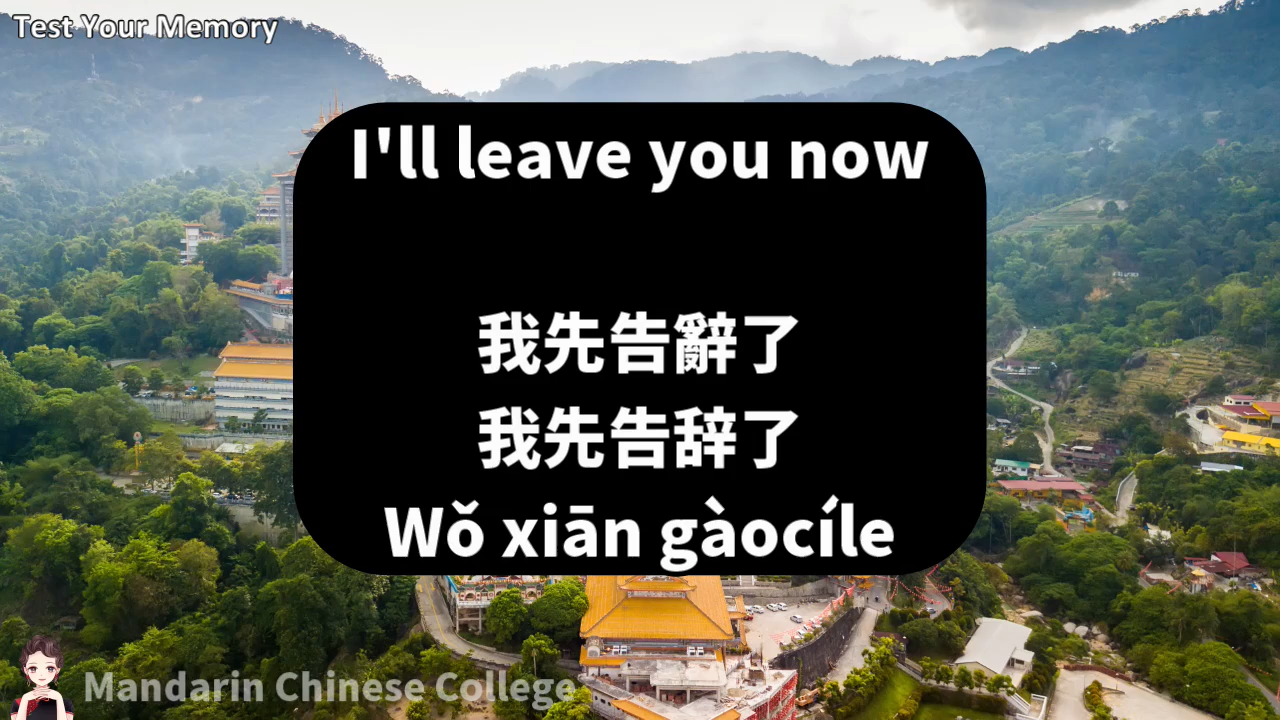 Test Your Memory
I'll leave you now
我先告辭了
我先告辞了
Wǒ xiān gàocíle
Mandarin Chinese College